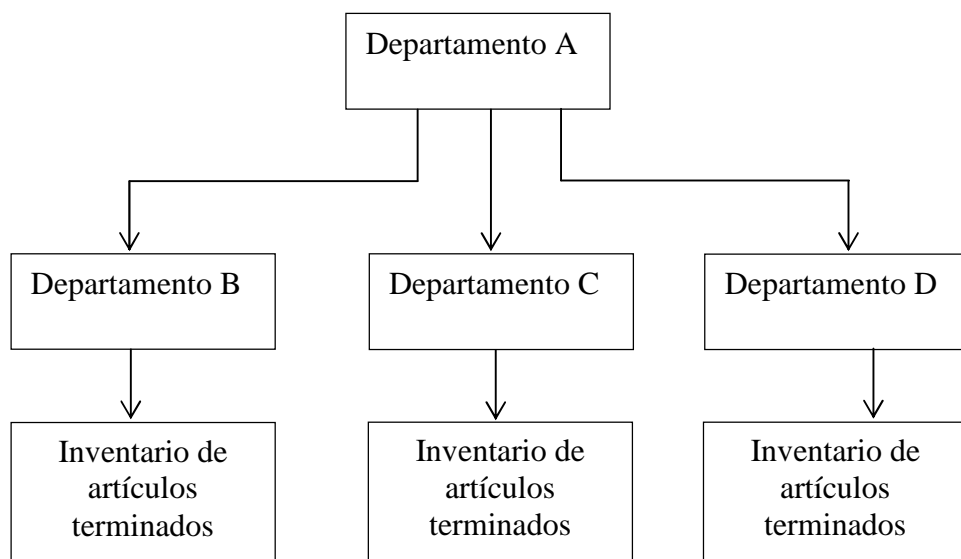 Departamento A
Departamento B
Departamento C
Departamento D
Inventario de
artículos
terminados
Inventario de
artículos
terminados
Inventario de
artículos
terminados